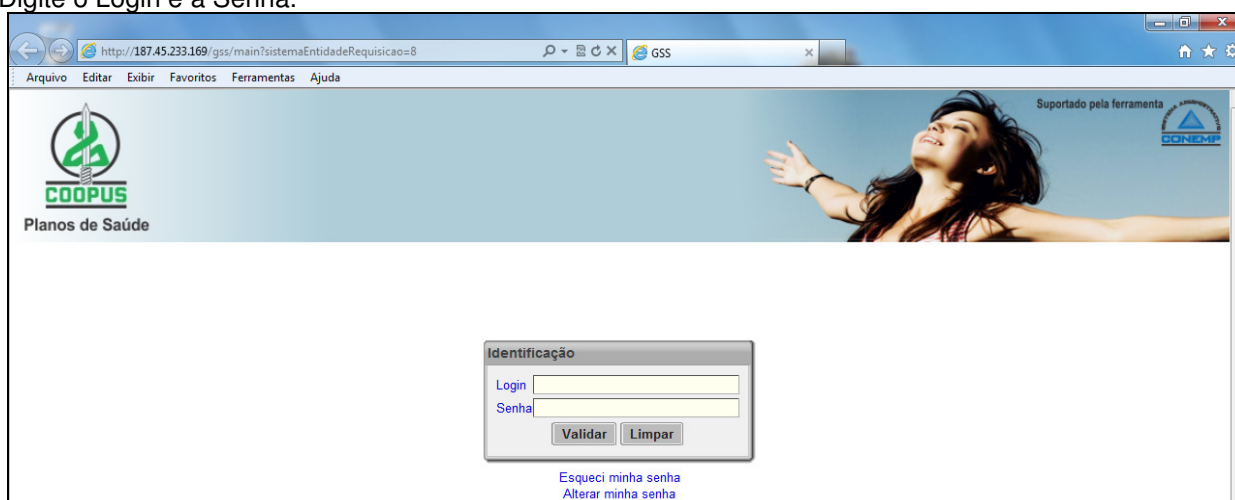 Digite o Login e a Senha.
http://187.45.233.169/gss/main?sistemaEntidadeRequisicao=8
GSS
Arquivo Editar Exibir Favoritos Ferramentas Ajuda
Suportado pela ferramenta
CONEMP
COOPUS
Planos de Saúde
Identificação
Login
Senha
Validar Limpar
Esqueci minha senha
Alterar minha senha